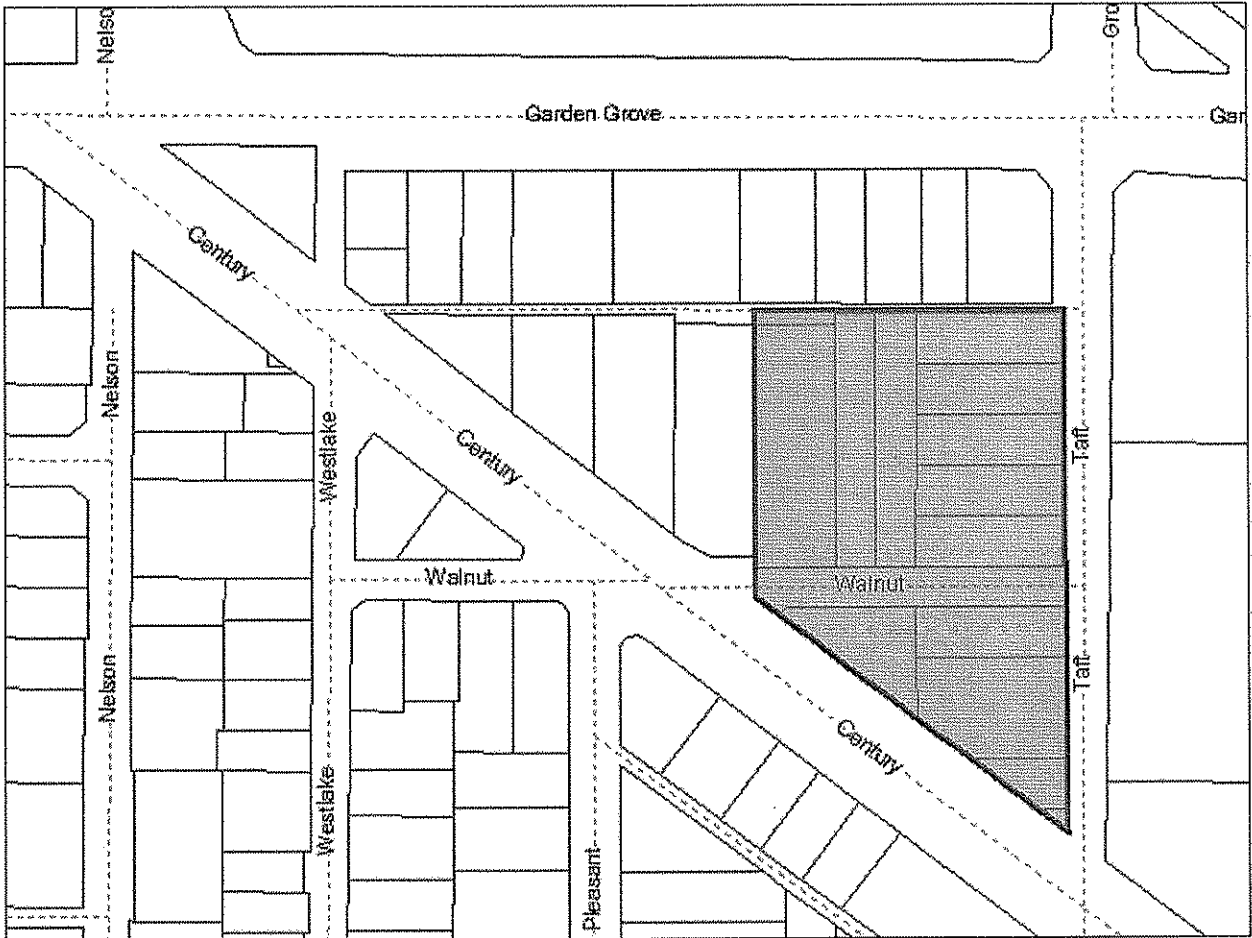 Nelso
Gro
Garden Grove
Gar
Century
Nelson
Westlake
Century
Taft
Walnut
Walnut
Nelson
Taft
Century
Westlake
Pleasant